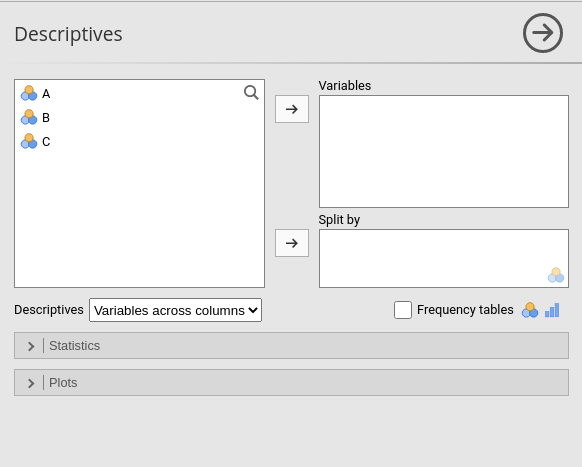 Descriptives
A
B
C
Variables
Split by
Descriptives Variables across columns Frequency tables
Statistics
Plots